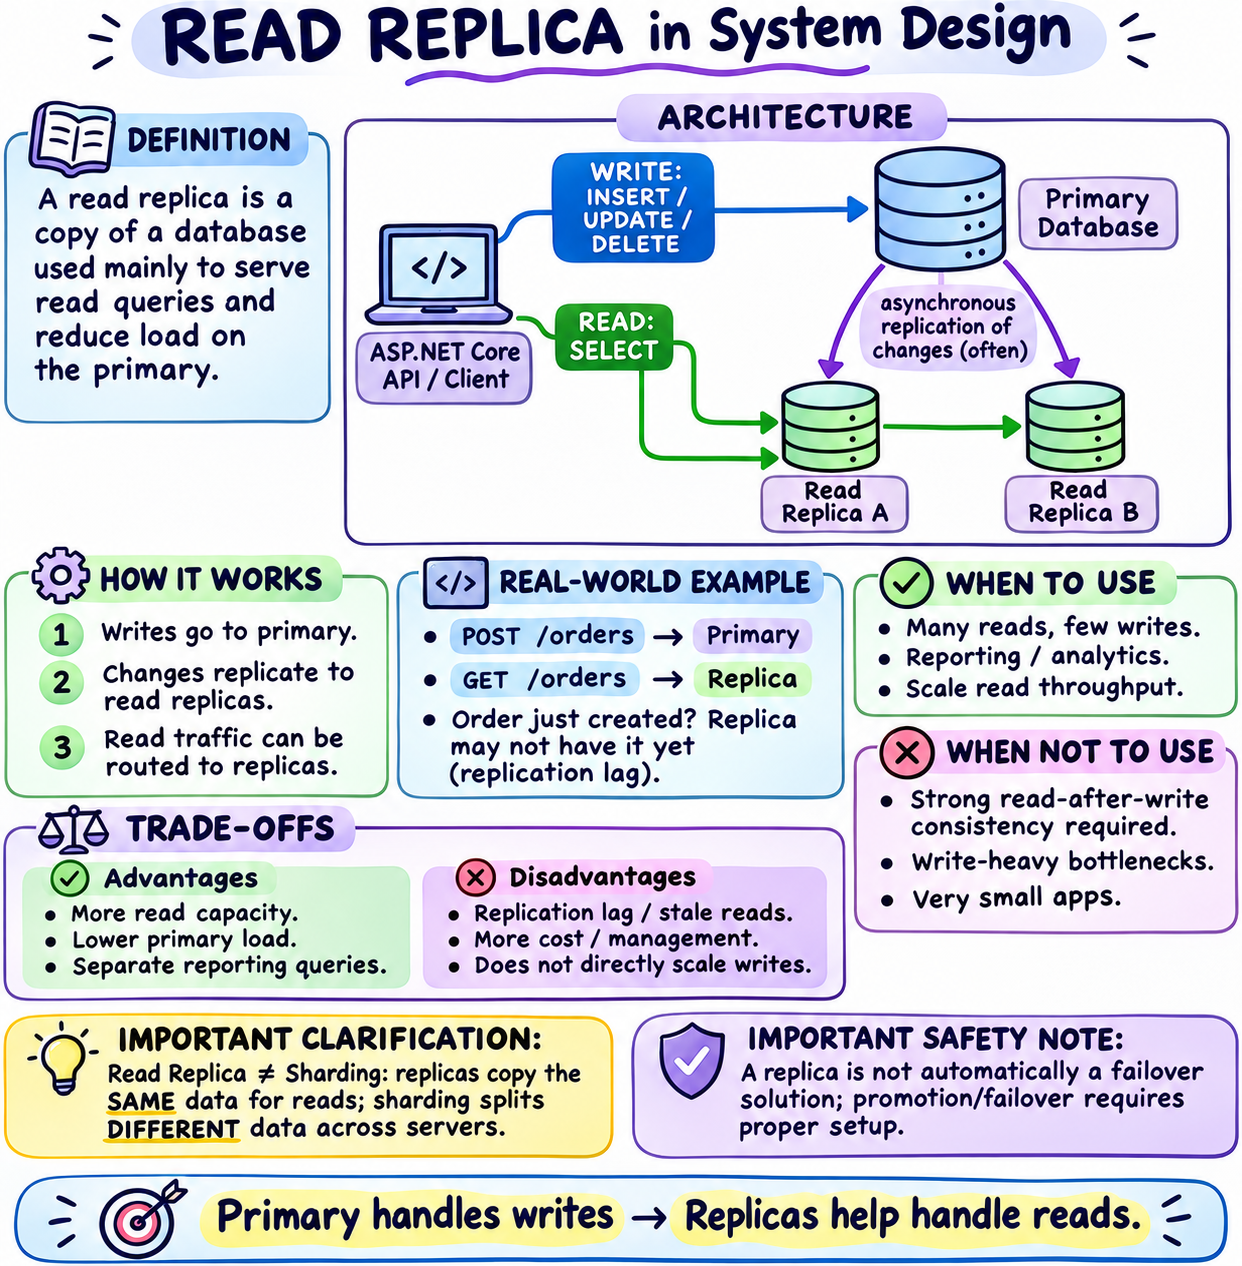 READ REPLICA in System Design
DEFINITION
A read replica is a
copy of a database
used mainly to serve
read queries and
reduce load on
the primary.
ARCHITECTURE
WRITE:
INSERT /
UPDATE /
DELETE
Primary
Database
</>
ASP.NET Core
API / Client
READ:
SELECT
asynchronous
replication of
changes (often)
Read
Replica A
Read
Replica B
HOW IT WORKS
1 Writes go to primary.
2 Changes replicate to
read replicas.
3 Read traffic can be
routed to replicas.
</> REAL-WORLD EXAMPLE
• POST /orders → Primary
• GET /orders → Replica
• Order just created? Replica
may not have it yet
(replication lag).
WHEN TO USE
• Many reads, few writes.
• Reporting / analytics.
• Scale read throughput.
WHEN NOT TO USE
• Strong read-after-write
consistency required.
• Write-heavy bottlenecks.
• Very small apps.
TRADE-OFFS
Advantages
• More read capacity.
• Lower primary load.
• Separate reporting queries.
Disadvantages
• Replication lag / stale reads.
• More cost / management.
• Does not directly scale writes.
IMPORTANT CLARIFICATION:
Read Replica ≠ Sharding: replicas copy the
SAME data for reads; sharding splits
DIFFERENT data across servers.
IMPORTANT SAFETY NOTE:
A replica is not automatically a failover
solution; promotion/failover requires
proper setup.
Primary handles writes → Replicas help handle reads.